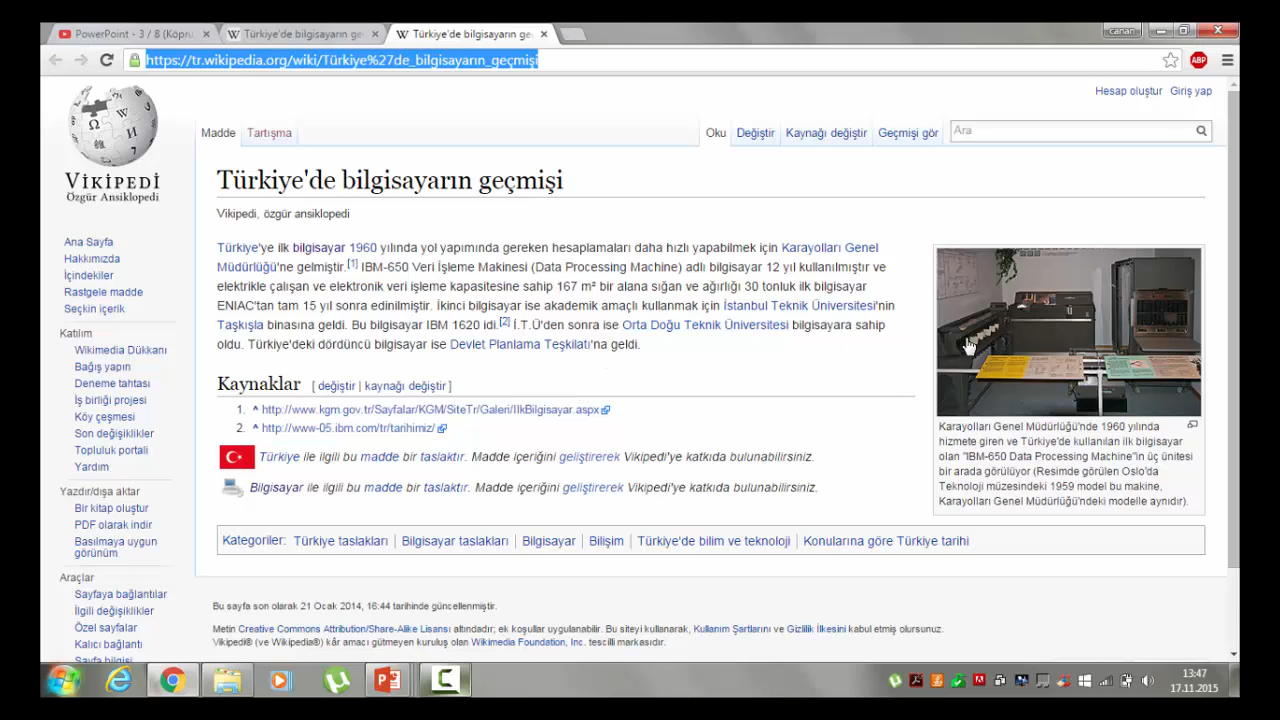 PowerPoint - 3 / 8 (Köpru
Türkiye'de bilgisayarın ge
Türkiye'de bilgisayarın ge
canan
https://tr.wikipedia.org/wiki/Türkiye%27de_bilgisayarın_geçmişi
ABP
Hesap oluştur Giriş yap
Madde Tartışma Oku Değiştir Kaynağı değiştir Geçmişi gör Ara
VİKİPEDİ
Özgür Ansiklopedi
Ana Sayfa
Hakkımızda
İçindekiler
Rastgele madde
Seçkin içerik
Katılım
Wikimedia Dükkânı
Bağış yapın
Deneme tahtası
İş birliği projesi
Köy çeşmesi
Son değişiklikler
Topluluk portali
Yardım
Yazdır/dışa aktar
Bir kitap oluştur
PDF olarak indir
Basılmaya uygun
görünüm
Araçlar
Sayfaya bağlantılar
İlgili değişiklikler
Özel sayfalar
Kalıcı bağlantı
Sayfa bilgisi
Türkiye'de bilgisayarın geçmişi
Vikipedi, özgür ansiklopedi
Türkiye'ye ilk bilgisayar 1960 yılında yol yapımında gereken hesaplamaları daha hızlı yapabilmek için Karayolları Genel
Müdürlüğü'ne gelmiştir.[1] IBM-650 Veri İşleme Makinesi (Data Processing Machine) adlı bilgisayar 12 yıl kullanılmıştır ve
elektrikle çalışan ve elektronik veri işleme kapasitesine sahip 167 m² bir alana sığan ve ağırlığı 30 tonluk ilk bilgisayar
ENIAC'tan tam 15 yıl sonra edinilmiştir. İkinci bilgisayar ise akademik amaçlı kullanmak için İstanbul Teknik Üniversitesi'nin
Taşkışla binasına geldi. Bu bilgisayar IBM 1620 idi.[2] İ.T.Ü'den sonra ise Orta Doğu Teknik Üniversitesi bilgisayara sahip
oldu. Türkiye'deki dördüncü bilgisayar ise Devlet Planlama Teşkilatı'na geldi.
Kaynaklar [ değiştir | kaynağı değiştir ]
1. ^ http://www.kgm.gov.tr/Sayfalar/KGM/SiteTr/Galeri/IlkBilgisayar.aspx
2. ^ http://www-05.ibm.com/tr/tarihimiz/
Türkiye ile ilgili bu madde bir taslaktır. Madde içeriğini geliştirerek Vikipedi'ye katkıda bulunabilirsiniz.
Bilgisayar ile ilgili bu madde bir taslaktır. Madde içeriğini geliştirerek Vikipedi'ye katkıda bulunabilirsiniz.
Karayolları Genel Müdürlüğü'nde 1960 yılında
hizmete giren ve Türkiye'de kullanılan ilk bilgisayar
olan "IBM-650 Data Processing Machine"in üç ünitesi
bir arada görülüyor (Resimde görülen Oslo'da
Teknoloji müzesindeki 1959 model bu makine,
Karayolları Genel Müdürlüğü'ndeki modelle aynıdır).
Kategoriler: Türkiye taslakları | Bilgisayar taslakları | Bilgisayar | Bilişim | Türkiye'de bilim ve teknoloji | Konularına göre Türkiye tarihi
Bu sayfa son olarak 21 Ocak 2014, 16:44 tarihinde güncellenmiştir.
Metin Creative Commons Attribution/Share-Alike Lisansı altındadır; ek koşullar uygulanabilir. Bu siteyi kullanarak, Kullanım Şartlarını ve Gizlilik İlkesini kabul etmiş olursunuz.
Vikipedi® (ve Wikipedia®) kâr amacı gütmeyen kuruluş olan Wikimedia Foundation, Inc. tescilli markasıdır.
13:47
17.11.2015